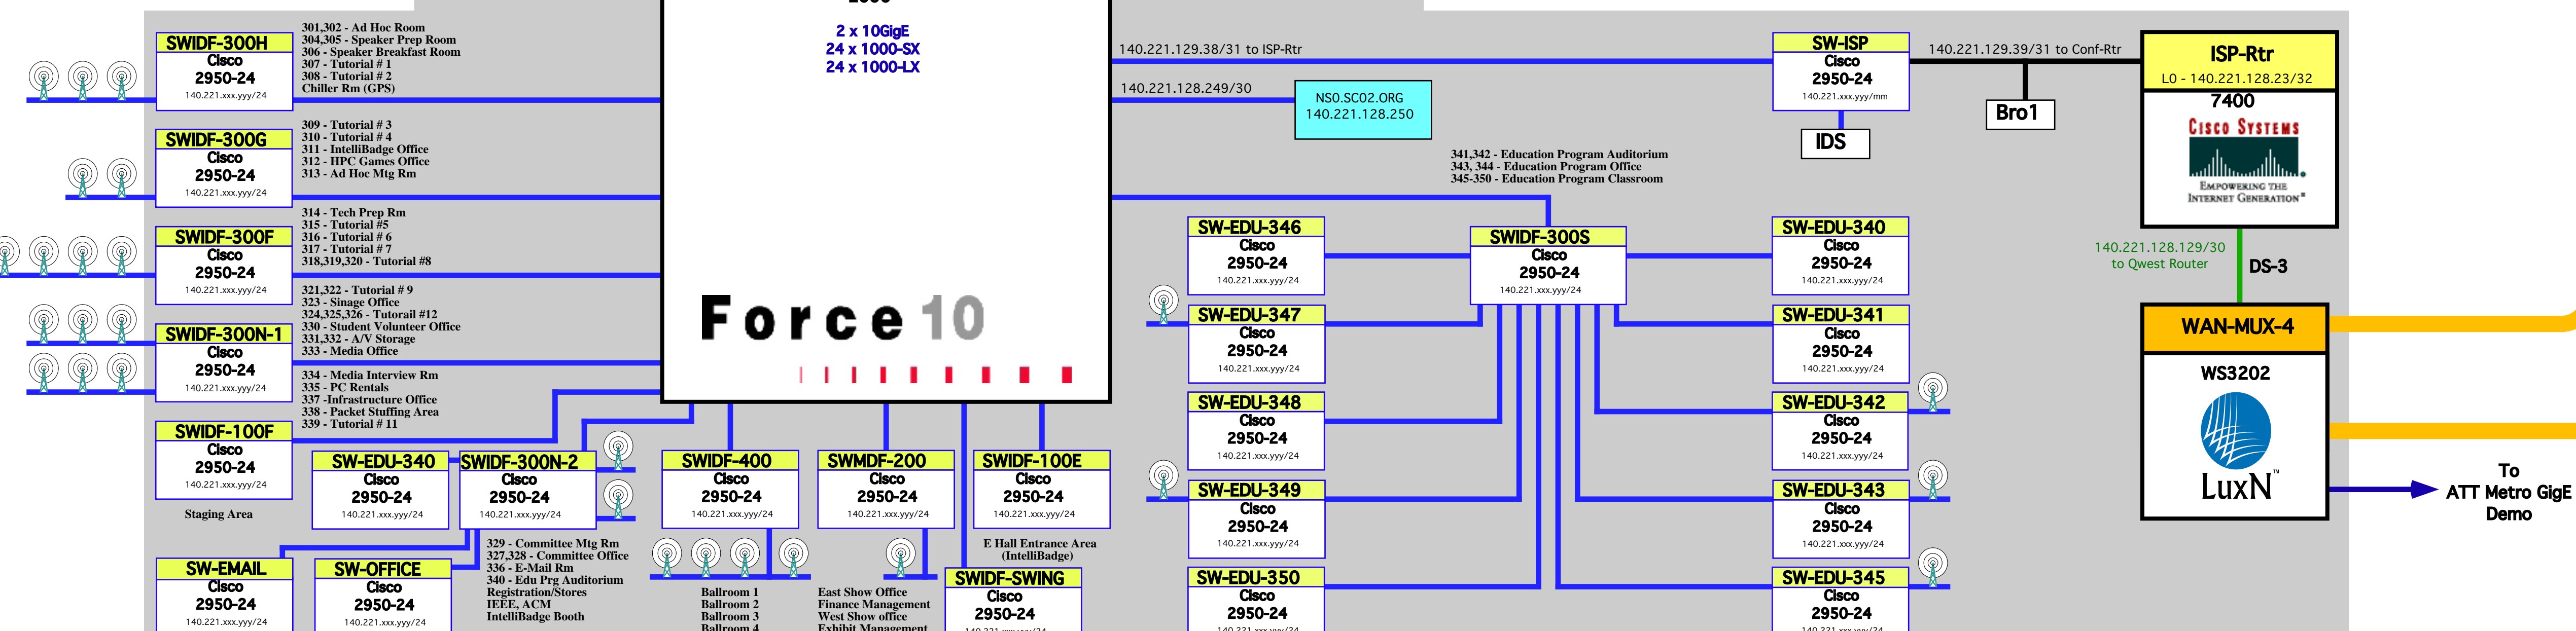 2 x 10GigE
24 x 1000-SX
24 x 1000-LX
Force10
SWIDF-300H
Cisco
2950-24
140.221.xxx.yyy/24
301,302 - Ad Hoc Room
304,305 - Speaker Prep Room
306 - Speaker Breakfast Room
307 - Tutorial # 1
308 - Tutorial # 2
Chiller Rm (GPS)
SWIDF-300G
Cisco
2950-24
140.221.xxx.yyy/24
309 - Tutorial # 3
310 - Tutorial # 4
311 - IntelliBadge Office
312 - HPC Games Office
313 - Ad Hoc Mtg Rm
SWIDF-300F
Cisco
2950-24
140.221.xxx.yyy/24
314 - Tech Prep Rm
315 - Tutorial #5
316 - Tutorial # 6
317 - Tutorial # 7
318,319,320 - Tutorial #8
SWIDF-300N-1
Cisco
2950-24
140.221.xxx.yyy/24
321,322 - Tutorial # 9
323 - Sinage Office
324,325,326 - Tutorail #12
330 - Student Volunteer Office
331,332 - A/V Storage
333 - Media Office
334 - Media Interview Rm
335 - PC Rentals
337 -Infrastructure Office
338 - Packet Stuffing Area
339 - Tutorial # 11
SWIDF-100F
Cisco
2950-24
140.221.xxx.yyy/24
Staging Area
SW-EDU-340
Cisco
2950-24
140.221.xxx.yyy/24
SWIDF-300N-2
Cisco
2950-24
140.221.xxx.yyy/24
SW-EMAIL
Cisco
2950-24
140.221.xxx.yyy/24
SW-OFFICE
Cisco
2950-24
140.221.xxx.yyy/24
329 - Committee Mtg Rm
327,328 - Committee Office
336 - E-Mail Rm
340 - Edu Prg Auditorium
Registration/Stores
IEEE, ACM
IntelliBadge Booth
SWIDF-400
Cisco
2950-24
140.221.xxx.yyy/24
Ballroom 1
Ballroom 2
Ballroom 3
Ballroom 4
SWMDF-200
Cisco
2950-24
140.221.xxx.yyy/24
East Show Office
Finance Management
West Show office
Exhibit Management
SWIDF-100E
Cisco
2950-24
140.221.xxx.yyy/24
E Hall Entrance Area
(IntelliBadge)
SWIDF-SWING
Cisco
2950-24
140.221.129.38/31 to ISP-Rtr
140.221.128.249/30
NS0.SC02.ORG
140.221.128.250
SW-ISP
Cisco
2950-24
140.221.xxx.yyy/mm
IDS
140.221.129.39/31 to Conf-Rtr
Bro1
ISP-Rtr
L0 - 140.221.128.23/32
7400
CISCO SYSTEMS
EMPOWERING THE
INTERNET GENERATION
140.221.128.129/30
to Qwest Router
DS-3
WAN-MUX-4
WS3202
LuxN™
To
ATT Metro GigE
Demo
341,342 - Education Program Auditorium
343, 344 - Education Program Office
345-350 - Education Program Classroom
SWIDF-300S
Cisco
2950-24
140.221.xxx.yyy/24
SW-EDU-346
Cisco
2950-24
140.221.xxx.yyy/24
SW-EDU-347
Cisco
2950-24
140.221.xxx.yyy/24
SW-EDU-348
Cisco
2950-24
140.221.xxx.yyy/24
SW-EDU-349
Cisco
2950-24
140.221.xxx.yyy/24
SW-EDU-350
Cisco
2950-24
SW-EDU-340
Cisco
2950-24
140.221.xxx.yyy/24
SW-EDU-341
Cisco
2950-24
140.221.xxx.yyy/24
SW-EDU-342
Cisco
2950-24
140.221.xxx.yyy/24
SW-EDU-343
Cisco
2950-24
140.221.xxx.yyy/24
SW-EDU-345
Cisco
2950-24